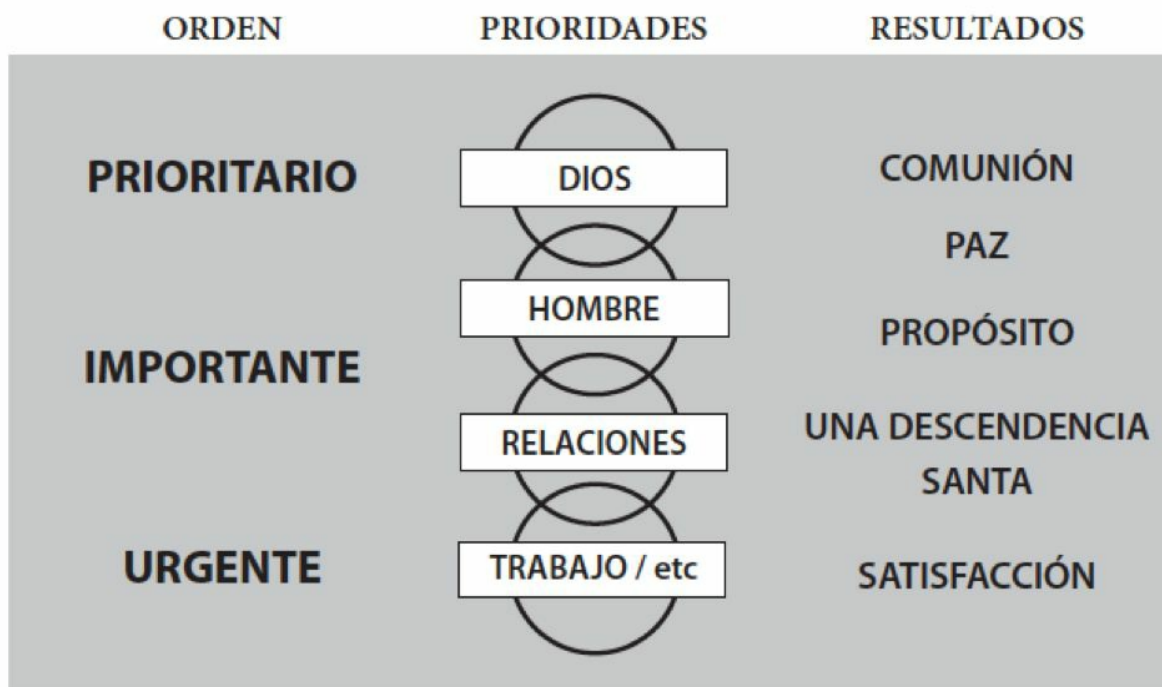 ORDEN PRIORIDADES RESULTADOS
PRIORITARIO DIOS COMUNIÓN
PAZ
HOMBRE
PROPÓSITO
IMPORTANTE
RELACIONES UNA DESCENDENCIA
SANTA
URGENTE TRABAJO / etc SATISFACCIÓN